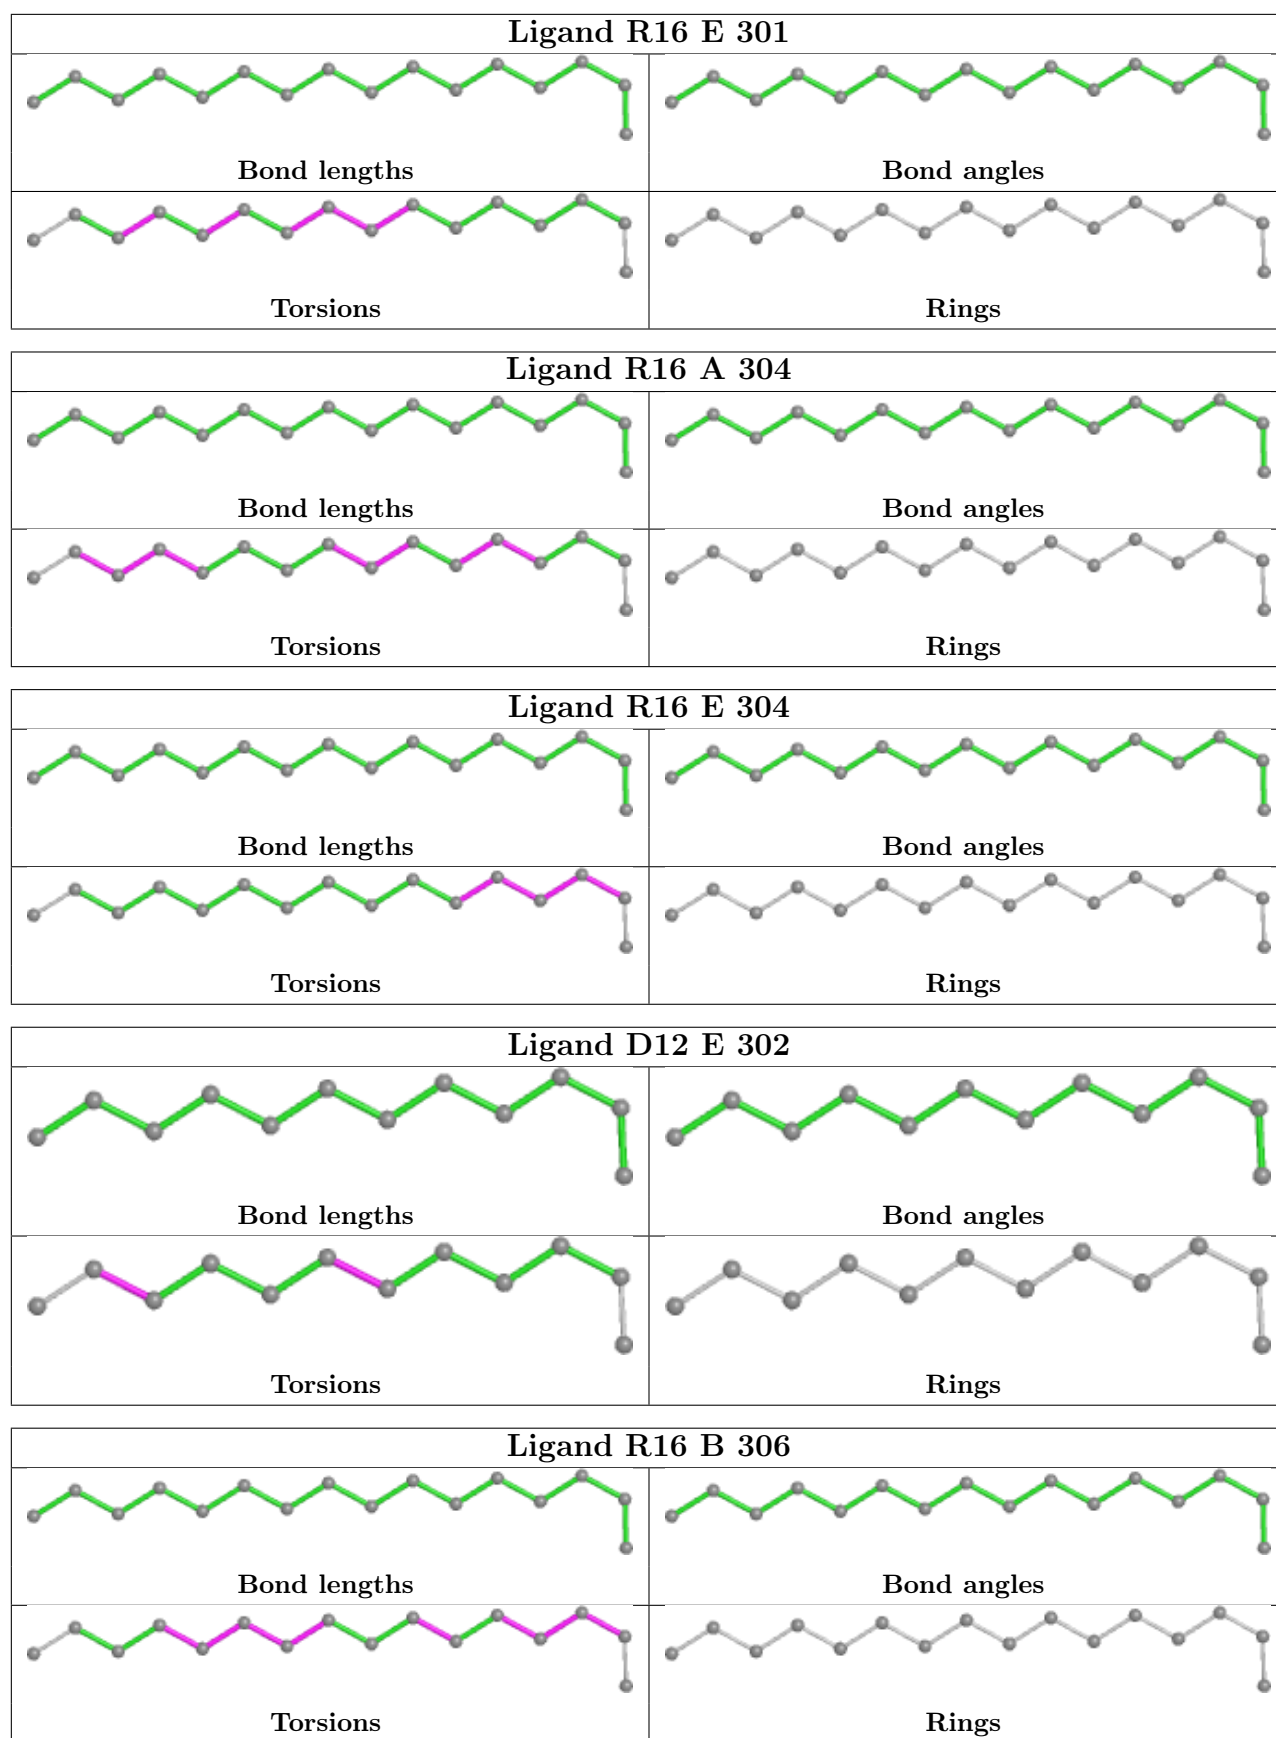 Ligand R16 E 301
Bond lengths
Bond angles
Torsions
Rings
Ligand R16 A 304
Bond lengths
Bond angles
Torsions
Rings
Ligand R16 E 304
Bond lengths
Bond angles
Torsions
Rings
Ligand D12 E 302
Bond lengths
Bond angles
Torsions
Rings
Ligand R16 B 306
Bond lengths
Bond angles
Torsions
Rings